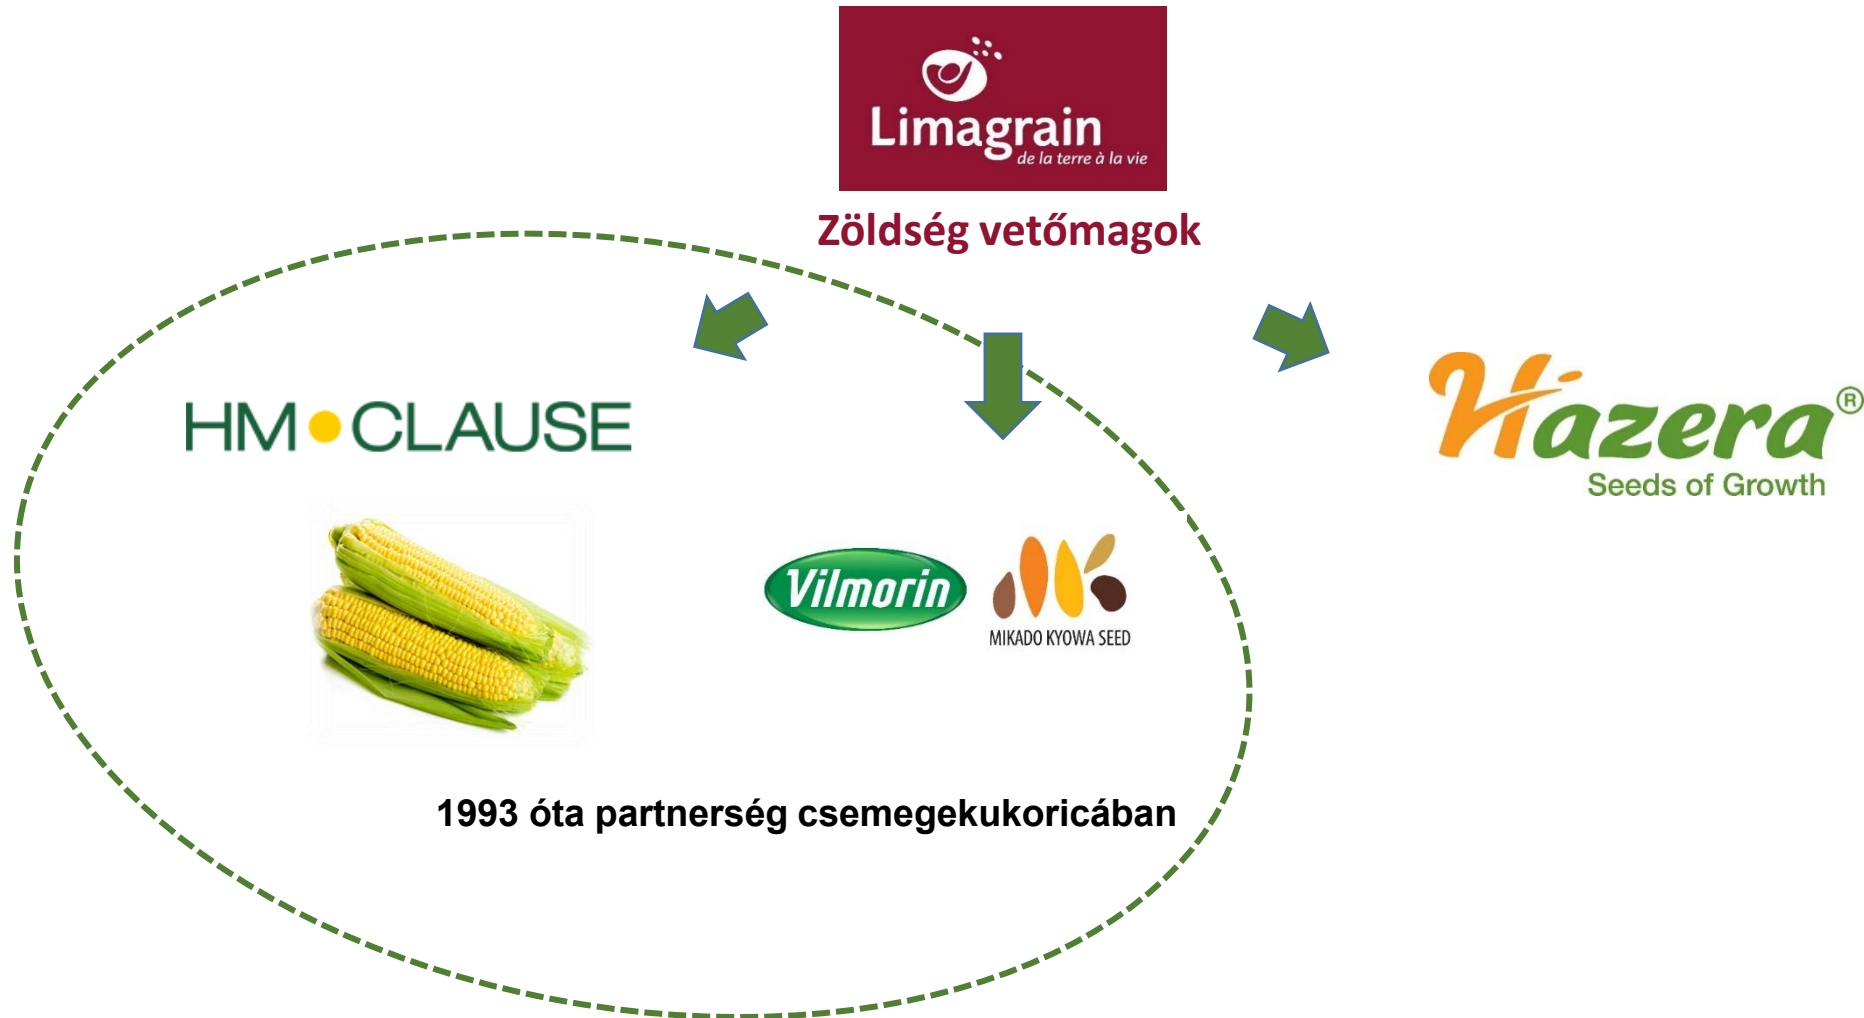 Limagrain
de la terre à la vie
Zöldség vetőmagok
HM CLAUSE
Hazera®
Seeds of Growth
Vilmorin
MIKADO KYOWA SEED
1993 óta partnerség csemegekukoricában